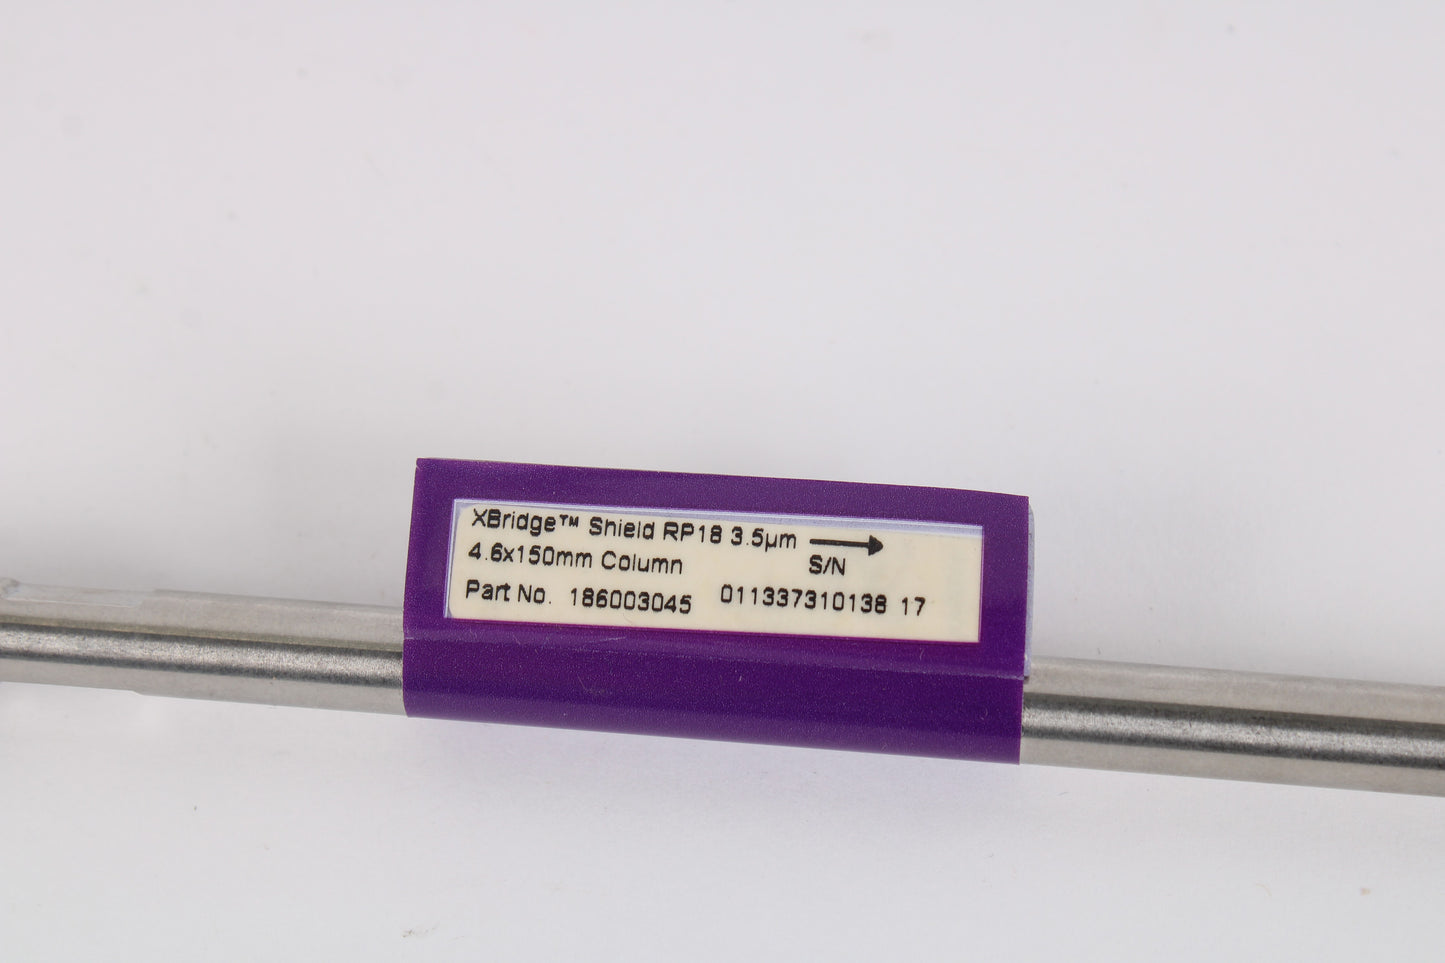 XBridge™ Shield RP18 3.5µm →
4.6x150mm Column S/N
Part No. 186003045 011337310138 17